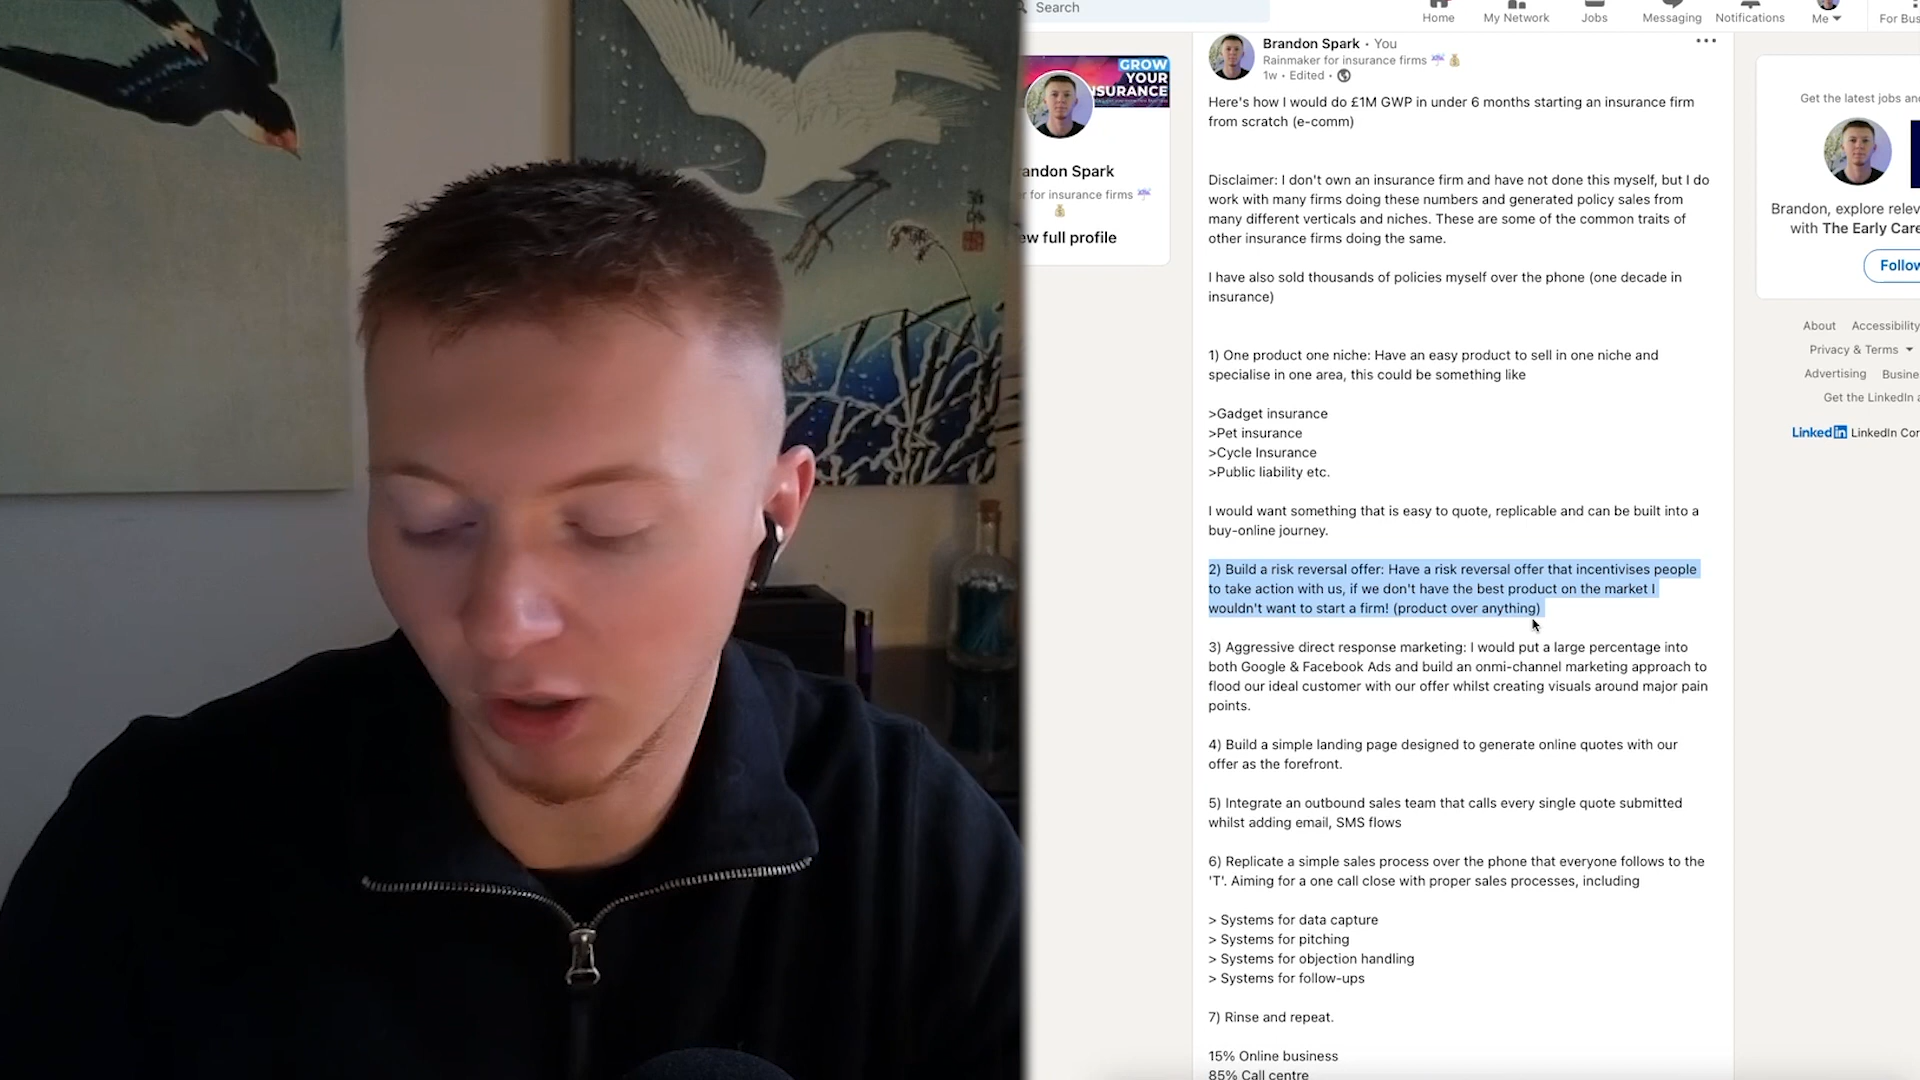 Search
Home
My Network
Jobs
Messaging
Notifications
Me
For Bus
GROW
YOUR
NSURANCE
andon Spark
r for insurance firms
ew full profile
Brandon Spark • You
Rainmaker for insurance firms
1w • Edited •
Here's how I would do £1M GWP in under 6 months starting an insurance firm
from scratch (e-comm)
Disclaimer: I don't own an insurance firm and have not done this myself, but I do
work with many firms doing these numbers and generated policy sales from
many different verticals and niches. These are some of the common traits of
other insurance firms doing the same.
I have also sold thousands of policies myself over the phone (one decade in
insurance)
1) One product one niche: Have an easy product to sell in one niche and
specialise in one area, this could be something like
>Gadget insurance
>Pet insurance
>Cycle Insurance
>Public liability etc.
I would want something that is easy to quote, replicable and can be built into a
buy-online journey.
2) Build a risk reversal offer: Have a risk reversal offer that incentivises people
to take action with us, if we don't have the best product on the market I
wouldn't want to start a firm! (product over anything)
3) Aggressive direct response marketing: I would put a large percentage into
both Google & Facebook Ads and build an onmi-channel marketing approach to
flood our ideal customer with our offer whilst creating visuals around major pain
points.
4) Build a simple landing page designed to generate online quotes with our
offer as the forefront.
5) Integrate an outbound sales team that calls every single quote submitted
whilst adding email, SMS flows
6) Replicate a simple sales process over the phone that everyone follows to the
'T'. Aiming for a one call close with proper sales processes, including
> Systems for data capture
> Systems for pitching
> Systems for objection handling
> Systems for follow-ups
7) Rinse and repeat.
15% Online business
85% Call centre
Get the latest jobs an
Brandon, explore relev
with The Early Care
Follow
About Accessibility
Privacy & Terms
Advertising Busine
Get the LinkedIn a
LinkedIn LinkedIn Cor